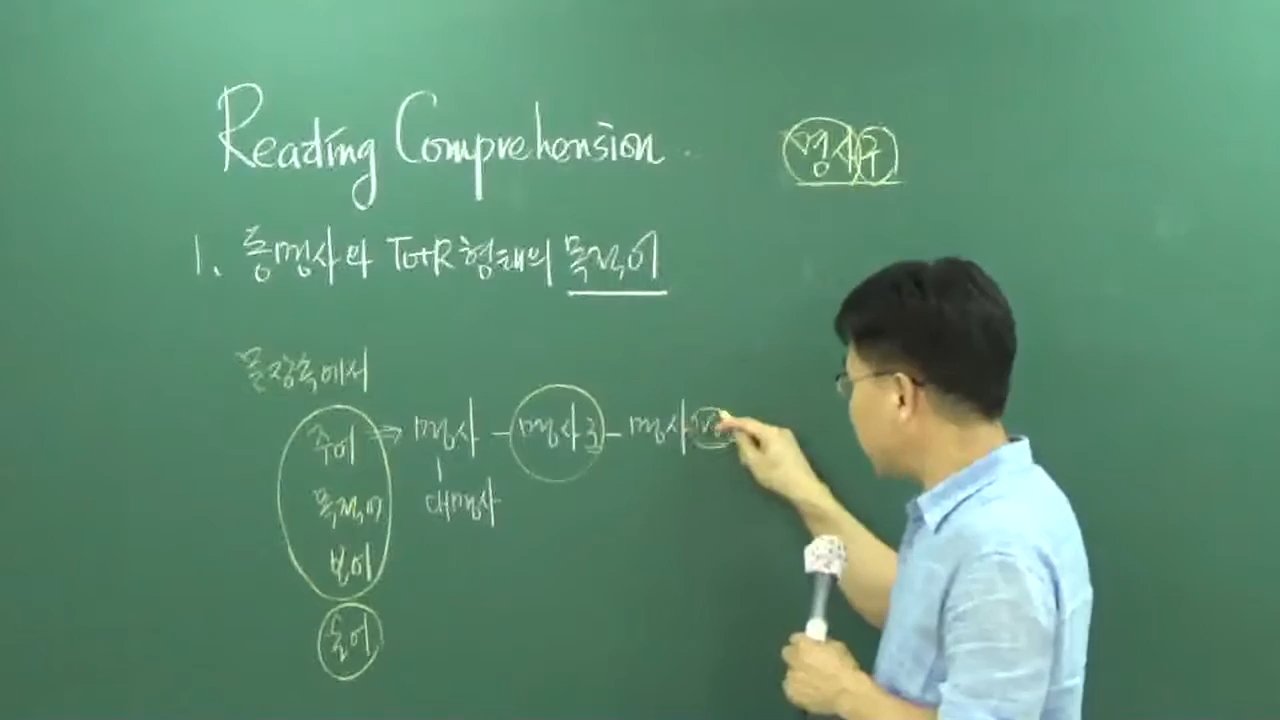 Reading Comprehension.
명사구
1. 동명사와 To+R 형태의 목적어
문장속에서
주어 → 명사 - 명사구 - 명사절
목적어
대명사
보어
술어